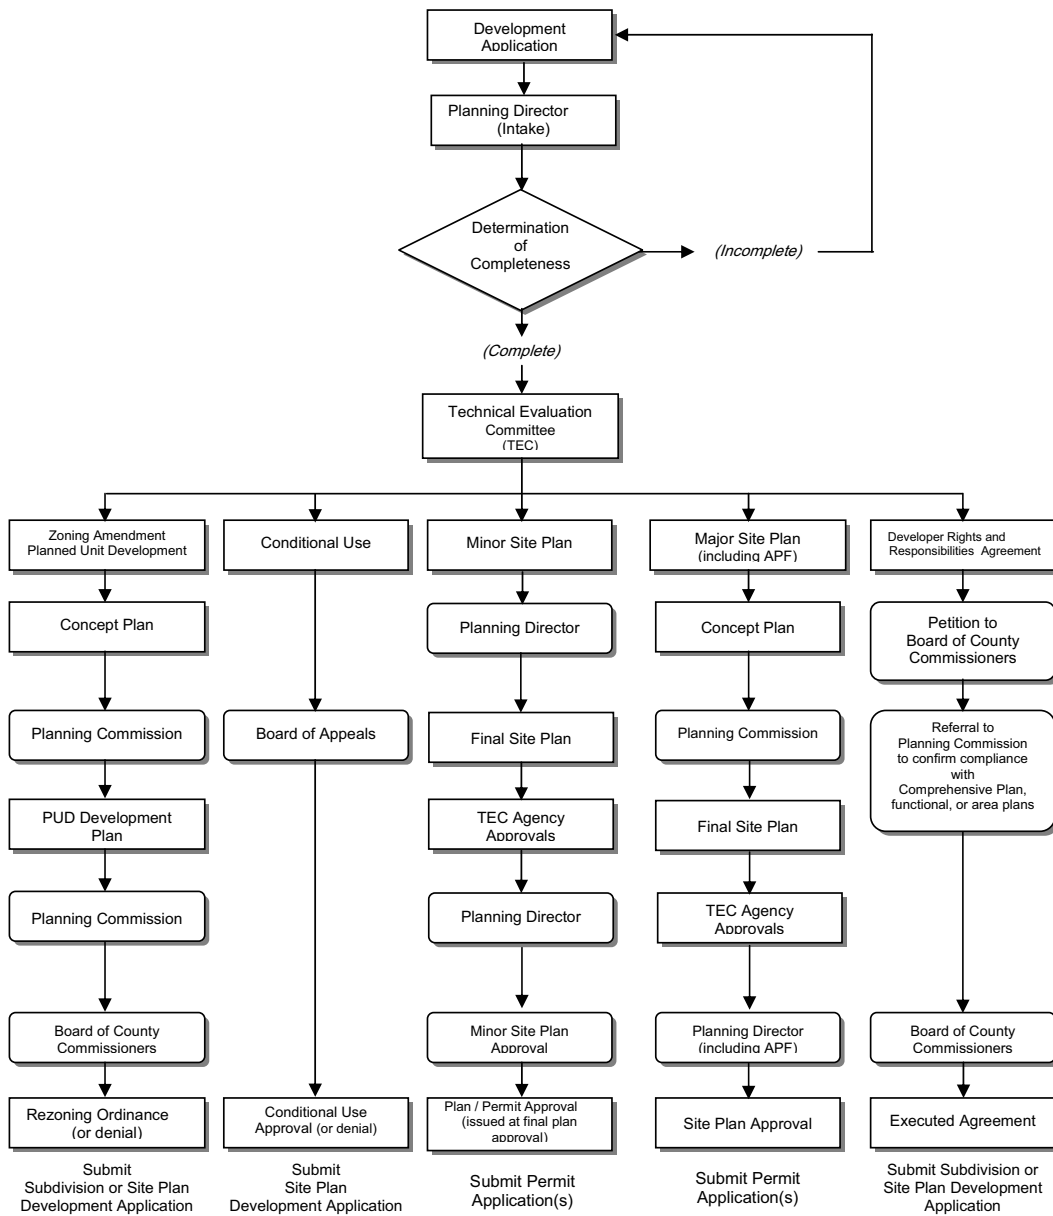 Development
Application
Planning Director
(Intake)
Determination
of
Completeness
(Incomplete)
(Complete)
Technical Evaluation
Committee
(TEC)
Zoning Amendment
Planned Unit Development
Concept Plan
Planning Commission
PUD Development
Plan
Planning Commission
Board of County
Commissioners
Rezoning Ordinance
(or denial)
Submit
Subdivision or Site Plan
Development Application
Conditional Use
Board of Appeals
Conditional Use
Approval (or denial)
Submit
Site Plan
Development Application
Minor Site Plan
Planning Director
Final Site Plan
TEC Agency
Approvals
Planning Director
Minor Site Plan
Approval
Plan / Permit Approval
(issued at final plan
approval)
Submit Permit
Application(s)
Major Site Plan
(including APF)
Concept Plan
Planning Commission
Final Site Plan
TEC Agency
Approvals
Planning Director
(including APF)
Site Plan Approval
Submit Permit
Application(s)
Developer Rights and
Responsibilities Agreement
Petition to
Board of County
Commissioners
Referral to
Planning Commission
to confirm compliance
with
Comprehensive Plan,
functional, or area plans
Board of County
Commissioners
Executed Agreement
Submit Subdivision or
Site Plan Development
Application